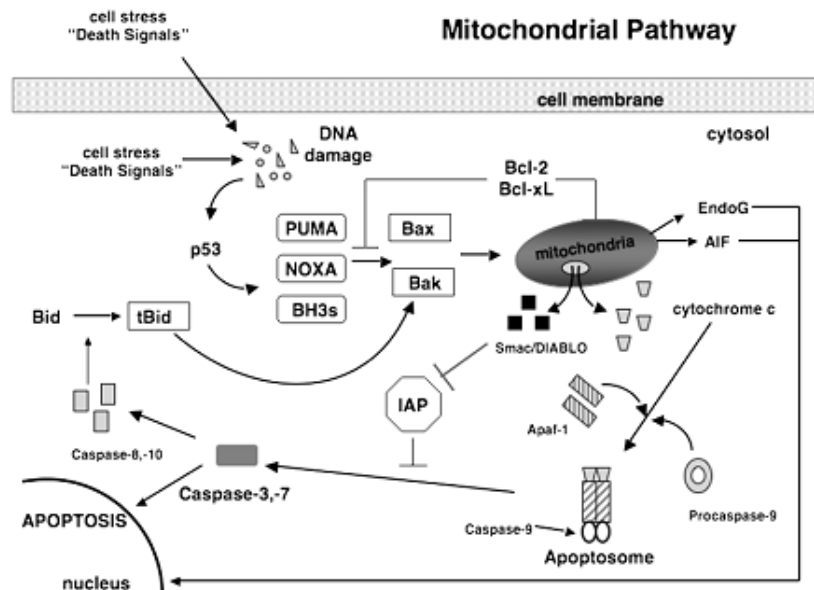 cell stress
“Death Signals”
Mitochondrial Pathway
cell membrane
cytosol
DNA
damage
cell stress
“Death Signals”
Bcl-2
Bcl-xL
EndoG
PUMA
Bax
p53
mitochondria
AIF
NOXA
Bak
BH3s
Bid
tBid
cytochrome c
Smac/DIABLO
IAP
Apaf-1
Caspase-8,-10
Caspase-3,-7
Procaspase-9
APOPTOSIS
Caspase-9
Apoptosome
nucleus